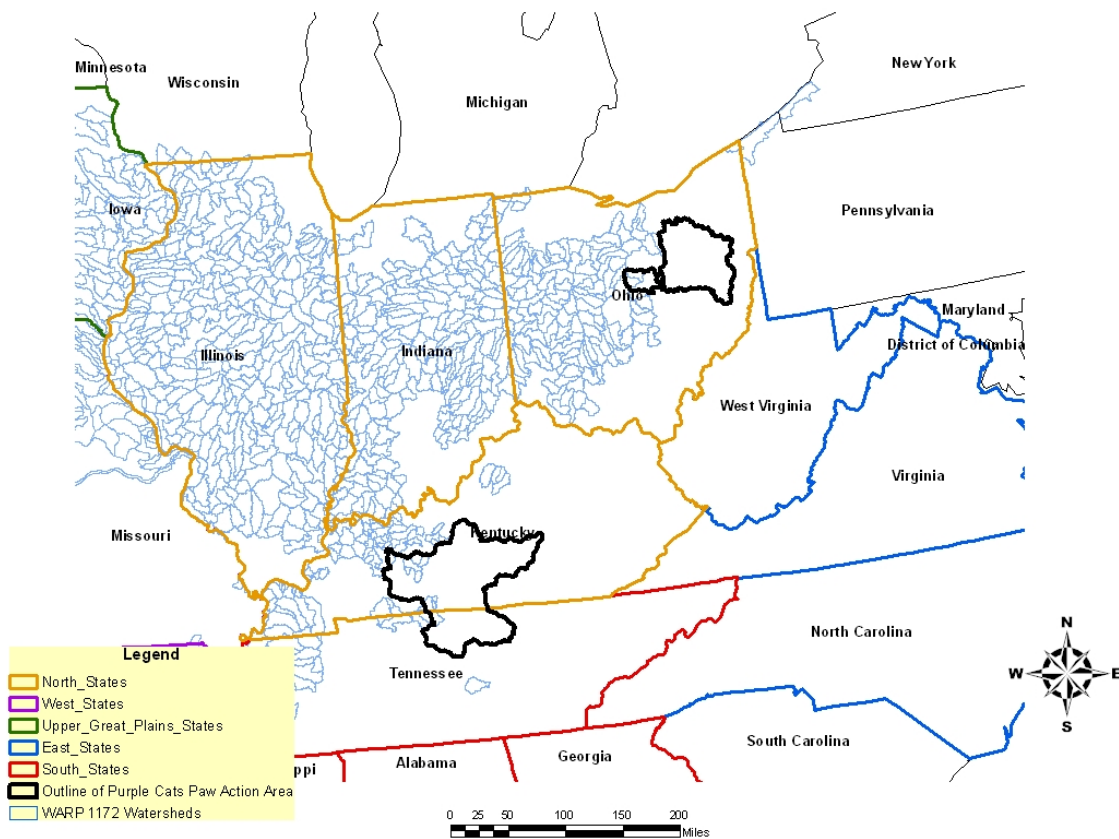 Minnesota
Wisconsin
New York
Michigan
Iowa
Pennsylvania
Ohio
Maryland
District of Columbia
Illinois
Indiana
West Virginia
Virginia
Missouri
Kentucky
North Carolina
Tennessee
South Carolina
Georgia
Alabama
ppi
N
W
E
S
Legend
North_States
West_States
Upper_Great_Plains_States
East_States
South_States
Outline of Purple Cats Paw Action Area
WARP 1172 Watersheds
0 25 50 100 150 200
Miles